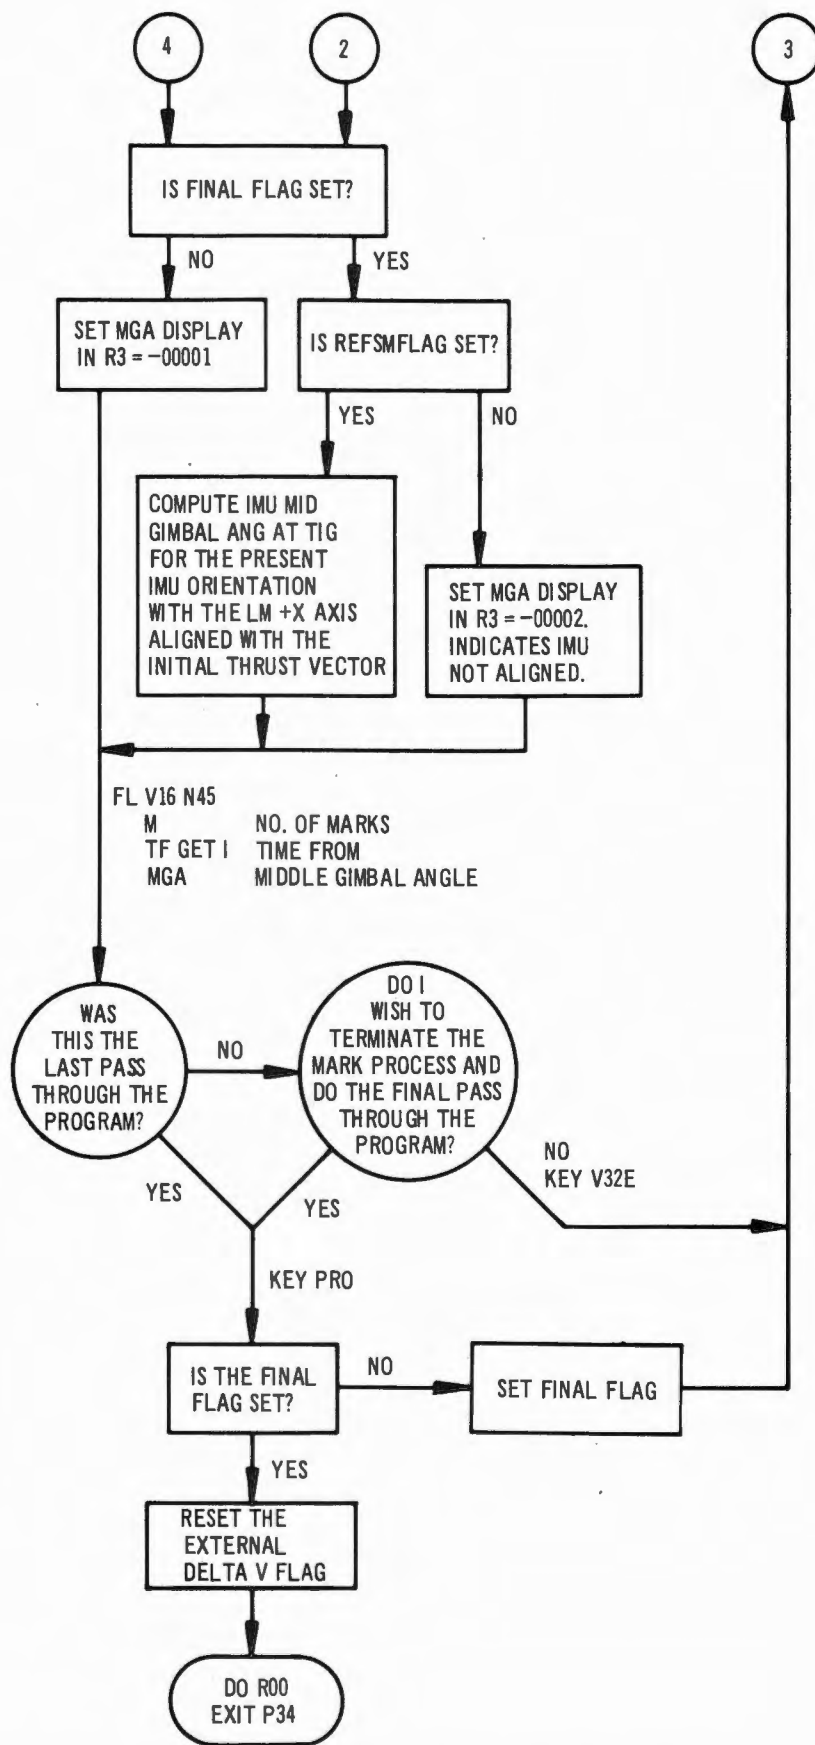 4
2
3
IS FINAL FLAG SET?
NO
YES
SET MGA DISPLAY
IN R3 = -00001
IS REFSMFLAG SET?
YES
NO
COMPUTE IMU MID
GIMBAL ANG AT TIG
FOR THE PRESENT
IMU ORIENTATION
WITH THE LM +X AXIS
ALIGNED WITH THE
INITIAL THRUST VECTOR
SET MGA DISPLAY
IN R3 = -00002.
INDICATES IMU
NOT ALIGNED.
FL V16 N45
M NO. OF MARKS
TF GET I TIME FROM
MGA MIDDLE GIMBAL ANGLE
WAS
THIS THE
LAST PASS
THROUGH THE
PROGRAM?
NO
DO I
WISH TO
TERMINATE THE
MARK PROCESS AND
DO THE FINAL PASS
THROUGH THE
PROGRAM?
NO
KEY V32E
YES
YES
KEY PRO
IS THE FINAL
FLAG SET?
NO
SET FINAL FLAG
YES
RESET THE
EXTERNAL
DELTA V FLAG
DO R00
EXIT P34